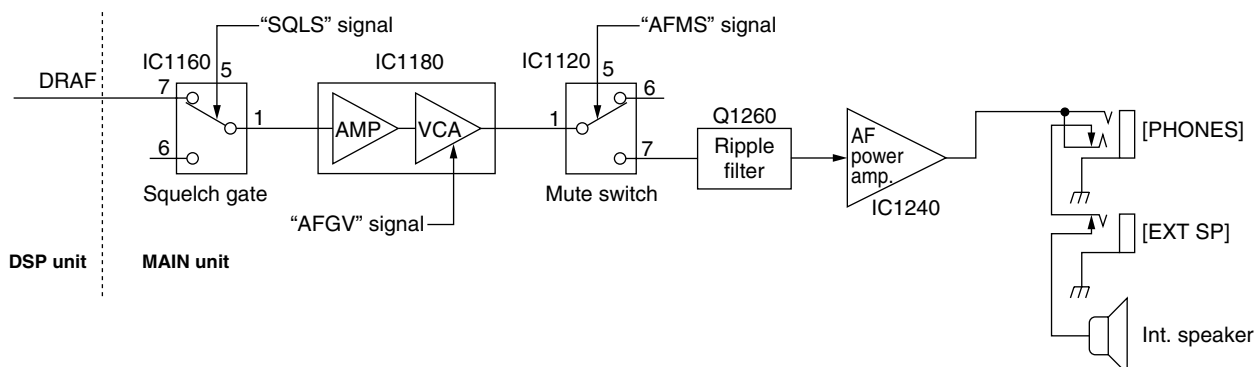 “SQLS” signal
“AFMS” signal
IC1160
5
IC1180
IC1120
5
DRAF
7
1
6
Squelch gate
AMP
VCA
“AFGV” signal
1
6
7
Mute switch
Q1260
Ripple
filter
AF
power
amp.
IC1240
[PHONES]
[EXT SP]
Int. speaker
DSP unit
MAIN unit